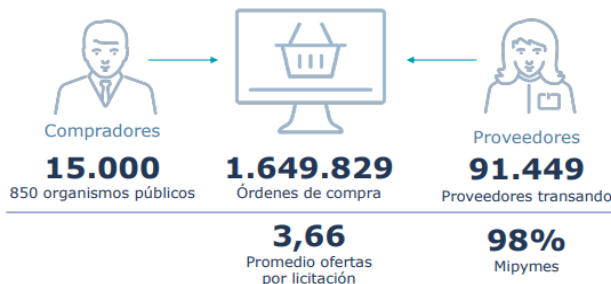 Compradores
15.000
850 organismos públicos
1.649.829
Órdenes de compra
Proveedores
91.449
Proveedores transando
3,66
Promedio ofertas
por licitación
98%
Mipymes